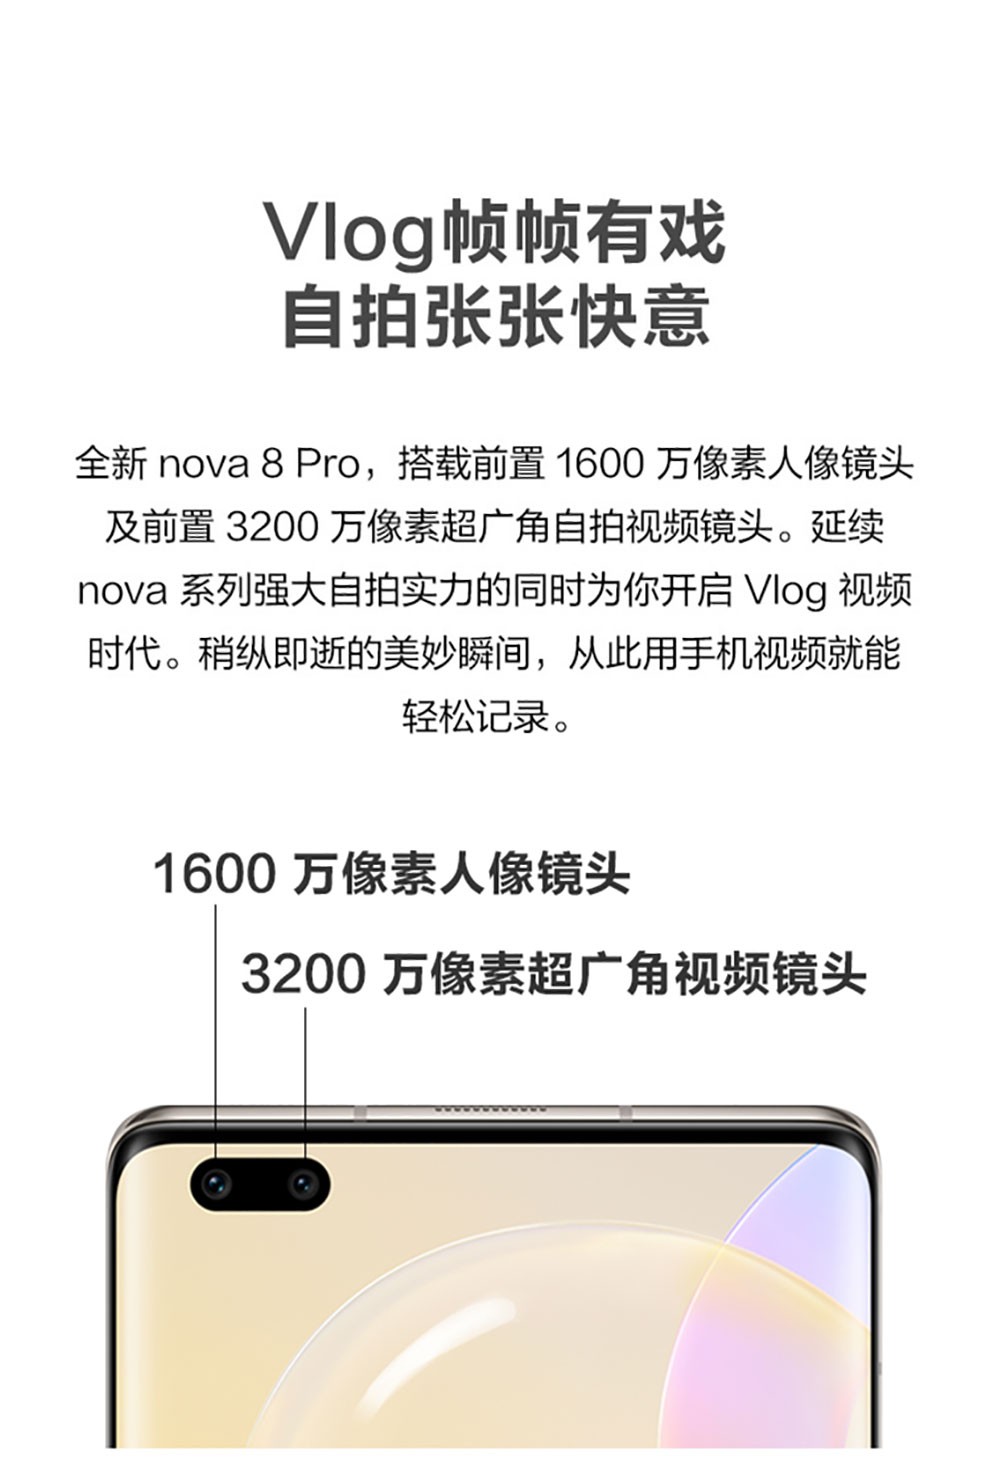 Vlog帧帧有戏
自拍张张快意
全新 nova 8 Pro，搭载前置 1600 万像素人像镜头
及前置 3200 万像素超广角自拍视频镜头。延续
nova 系列强大自拍实力的同时为你开启 Vlog 视频
时代。稍纵即逝的美妙瞬间，从此用手机视频就能
轻松记录。
1600 万像素人像镜头
3200 万像素超广角视频镜头